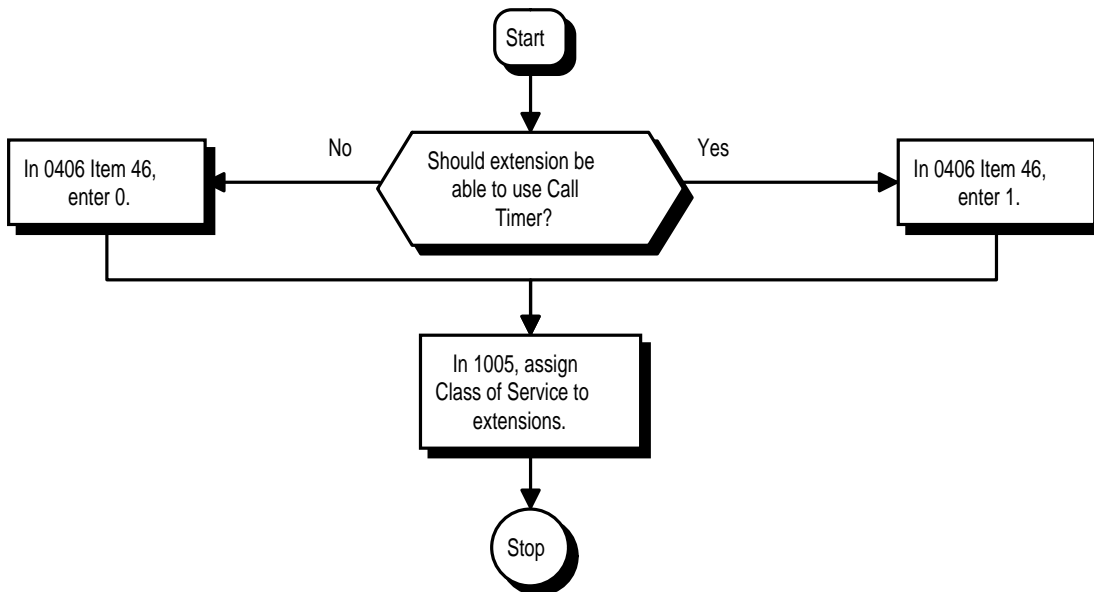 Start
No
Should extension be
able to use Call
Timer?
Yes
In 0406 Item 46,
enter 0.
In 0406 Item 46,
enter 1.
In 1005, assign
Class of Service to
extensions.
Stop